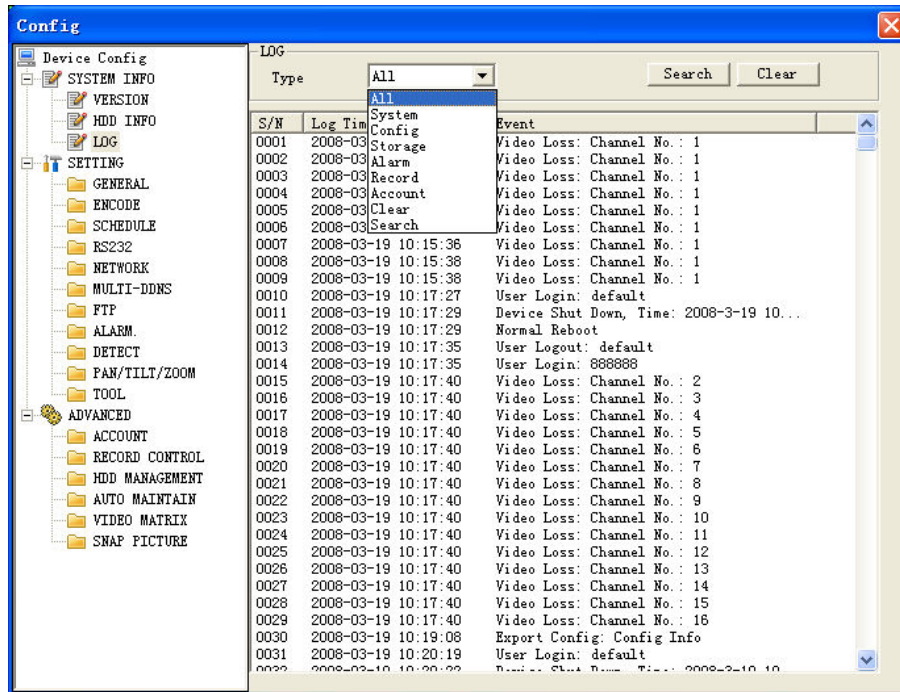 Config
Device Config
SYSTEM INFO
VERSION
HDD INFO
LOG
SETTING
GENERAL
ENCODE
SCHEDULE
RS232
NETWORK
MULTI-DDNS
FTP
ALARM.
DETECT
PAN/TILT/ZOOM
TOOL
ADVANCED
ACCOUNT
RECORD CONTROL
HDD MANAGEMENT
AUTO MAINTAIN
VIDEO MATRIX
SNAP PICTURE
LOG
Type All Search Clear
All
System
Config
Storage
Alarm
Record
Account
Clear
Search
S/N Log Tim Event
0001 2008-03 Video Loss: Channel No.: 1
0002 2008-03 Video Loss: Channel No.: 1
0003 2008-03 Video Loss: Channel No.: 1
0004 2008-03 Video Loss: Channel No.: 1
0005 2008-03 Video Loss: Channel No.: 1
0006 2008-03 Video Loss: Channel No.: 1
0007 2008-03-19 10:15:36 Video Loss: Channel No.: 1
0008 2008-03-19 10:15:38 Video Loss: Channel No.: 1
0009 2008-03-19 10:15:38 Video Loss: Channel No.: 1
0010 2008-03-19 10:17:27 User Login: default
0011 2008-03-19 10:17:29 Device Shut Down, Time: 2008-3-19 10...
0012 2008-03-19 10:17:29 Normal Reboot
0013 2008-03-19 10:17:35 User Logout: default
0014 2008-03-19 10:17:35 User Login: 888888
0015 2008-03-19 10:17:40 Video Loss: Channel No.: 2
0016 2008-03-19 10:17:40 Video Loss: Channel No.: 3
0017 2008-03-19 10:17:40 Video Loss: Channel No.: 4
0018 2008-03-19 10:17:40 Video Loss: Channel No.: 5
0019 2008-03-19 10:17:40 Video Loss: Channel No.: 6
0020 2008-03-19 10:17:40 Video Loss: Channel No.: 7
0021 2008-03-19 10:17:40 Video Loss: Channel No.: 8
0022 2008-03-19 10:17:40 Video Loss: Channel No.: 9
0023 2008-03-19 10:17:40 Video Loss: Channel No.: 10
0024 2008-03-19 10:17:40 Video Loss: Channel No.: 11
0025 2008-03-19 10:17:40 Video Loss: Channel No.: 12
0026 2008-03-19 10:17:40 Video Loss: Channel No.: 13
0027 2008-03-19 10:17:40 Video Loss: Channel No.: 14
0028 2008-03-19 10:17:40 Video Loss: Channel No.: 15
0029 2008-03-19 10:17:40 Video Loss: Channel No.: 16
0030 2008-03-19 10:19:08 Export Config: Config Info
0031 2008-03-19 10:20:19 User Login: default